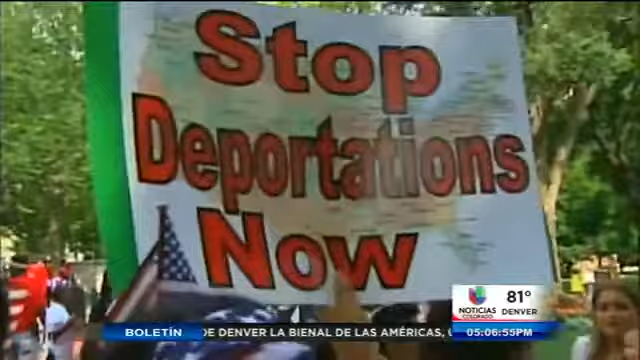 Stop
Deportations
Now
NOTICIAS
COLORADO
81°
DENVER
05:06:55PM
BOLETÍN
DE DENVER LA BIENAL DE LAS AMÉRICAS,